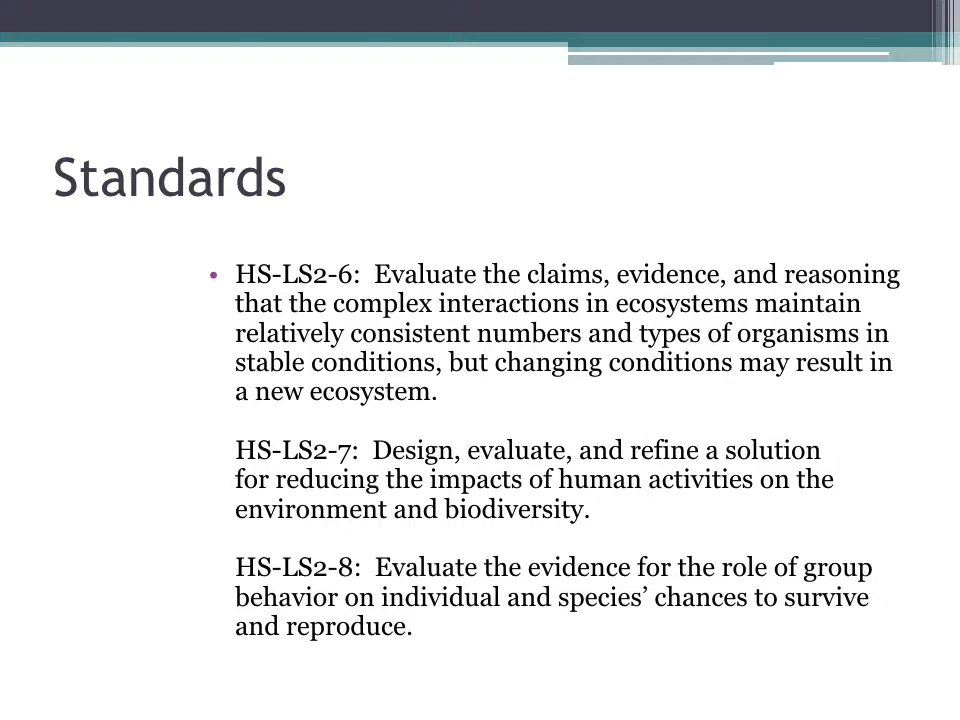 Standards
• HS-LS2-6:  Evaluate the claims, evidence, and reasoning
that the complex interactions in ecosystems maintain
relatively consistent numbers and types of organisms in
stable conditions, but changing conditions may result in
a new ecosystem.
HS-LS2-7:  Design, evaluate, and refine a solution
for reducing the impacts of human activities on the
environment and biodiversity.
HS-LS2-8:  Evaluate the evidence for the role of group
behavior on individual and species’ chances to survive
and reproduce.